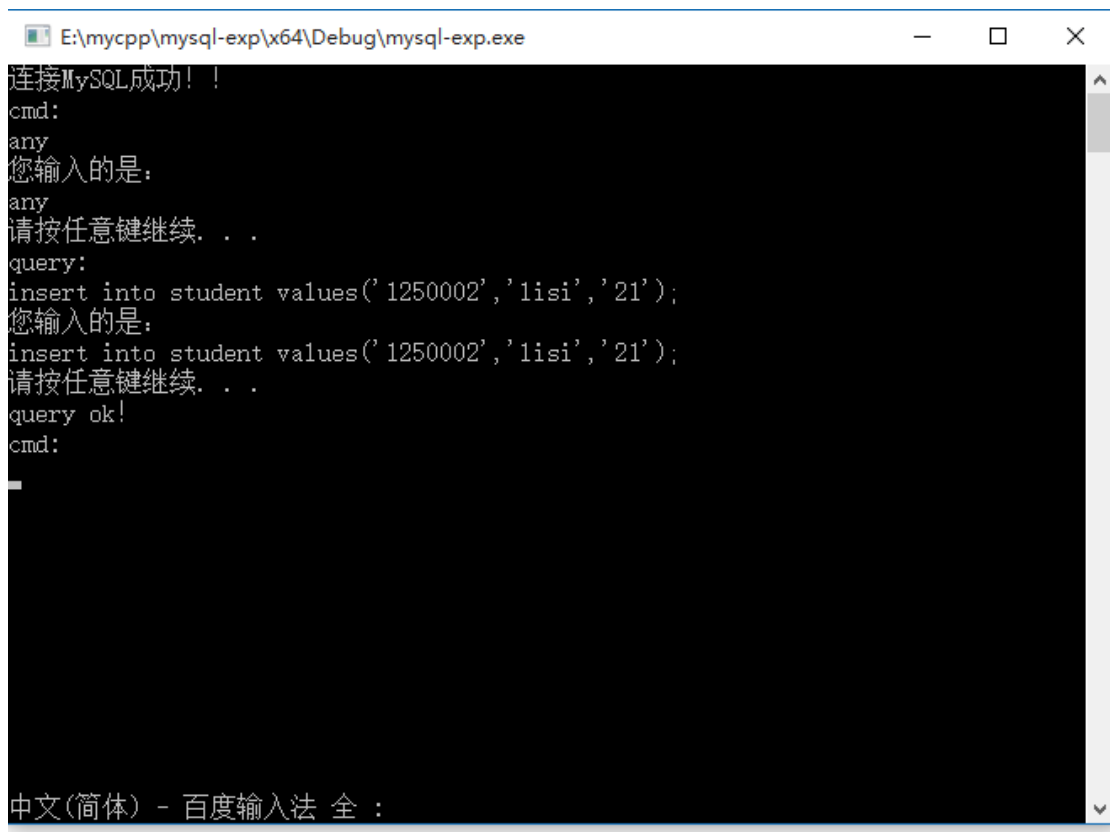 E:\mycpp\mysql-exp\x64\Debug\mysql-exp.exe
连接MySQL成功！！
cmd:
any
您输入的是：
any
请按任意键继续. . .
query:
insert into student values('1250002','lisi','21');
您输入的是：
insert into student values('1250002','lisi','21');
请按任意键继续. . .
query ok!
cmd:
中文(简体) - 百度输入法 全 :